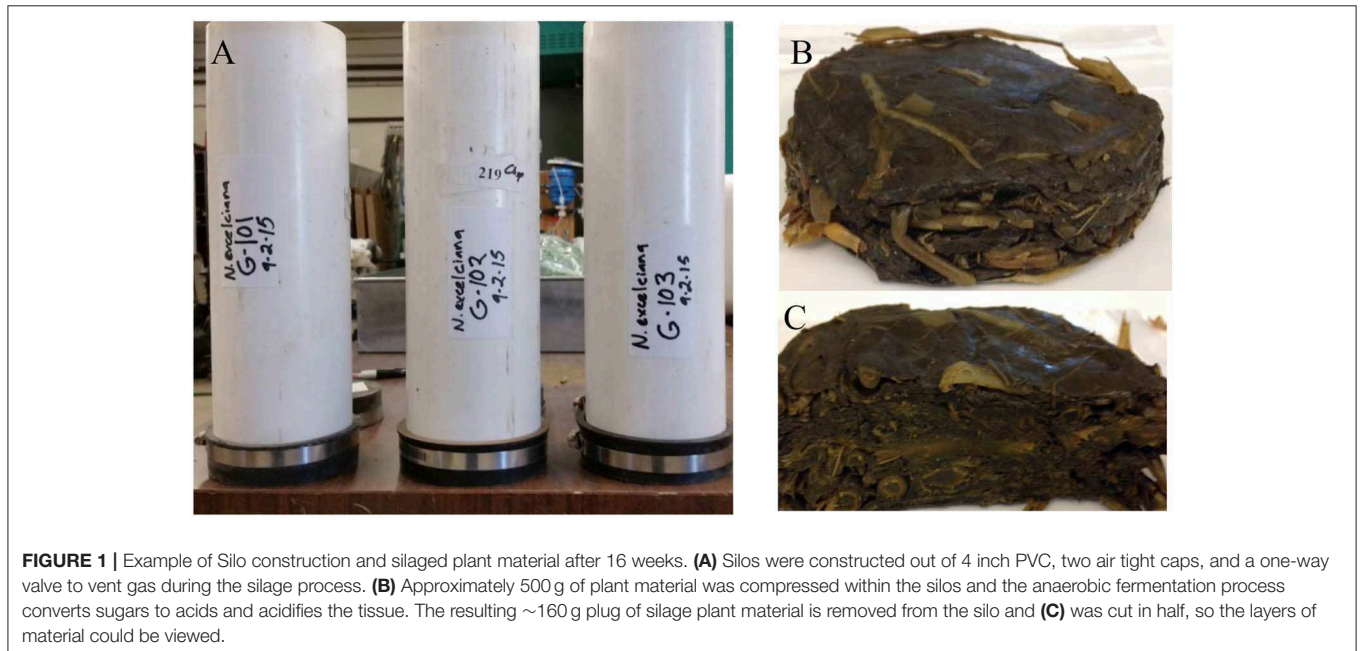 A
N. excelciana
G-101
9-2-15
219 Chp
N. excelciana
G-102
9-2-15
N. excelciana
G-103
9-2-15
B
C
FIGURE 1 | Example of Silo construction and silaged plant material after 16 weeks. (A) Silos were constructed out of 4 inch PVC, two air tight caps, and a one-way
valve to vent gas during the silage process. (B) Approximately 500 g of plant material was compressed within the silos and the anaerobic fermentation process
converts sugars to acids and acidifies the tissue. The resulting ~160 g plug of silage plant material is removed from the silo and (C) was cut in half, so the layers of
material could be viewed.